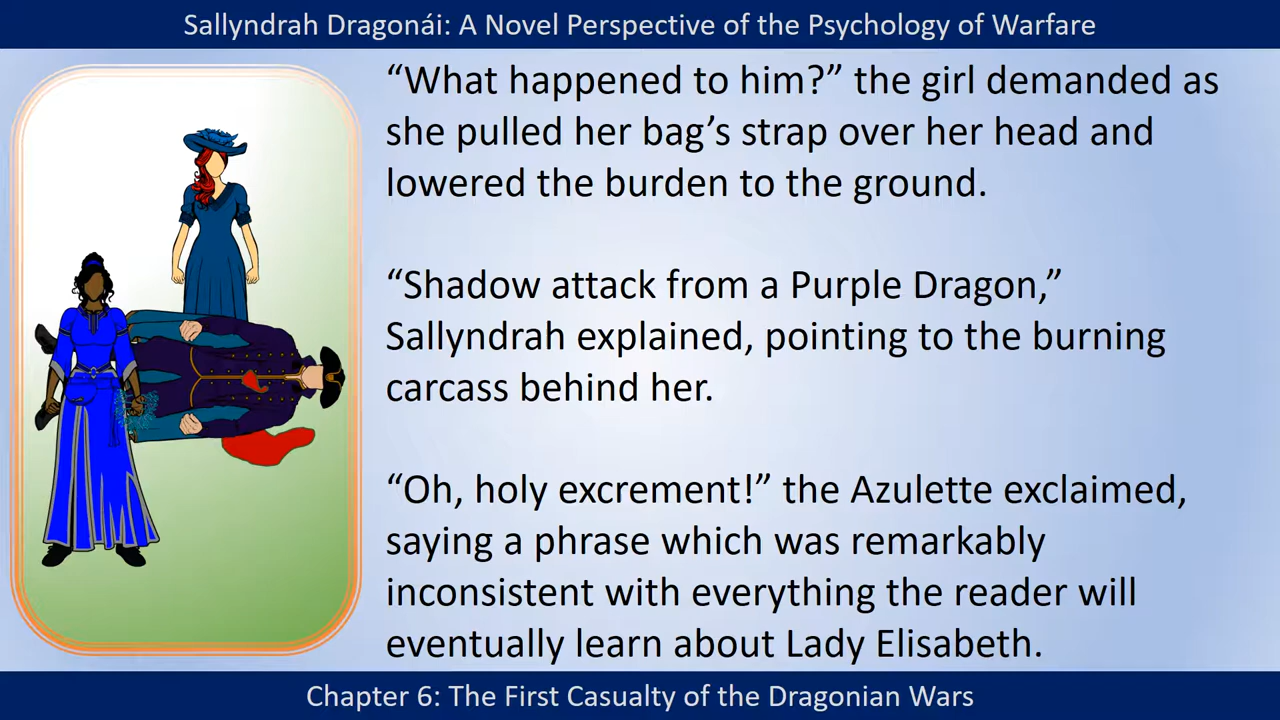 Sallyndrah Dragonái: A Novel Perspective of the Psychology of Warfare
“What happened to him?” the girl demanded as
she pulled her bag’s strap over her head and
lowered the burden to the ground.
“Shadow attack from a Purple Dragon,”
Sallyndrah explained, pointing to the burning
carcass behind her.
“Oh, holy excrement!” the Azulette exclaimed,
saying a phrase which was remarkably
inconsistent with everything the reader will
eventually learn about Lady Elisabeth.
Chapter 6: The First Casualty of the Dragonian Wars